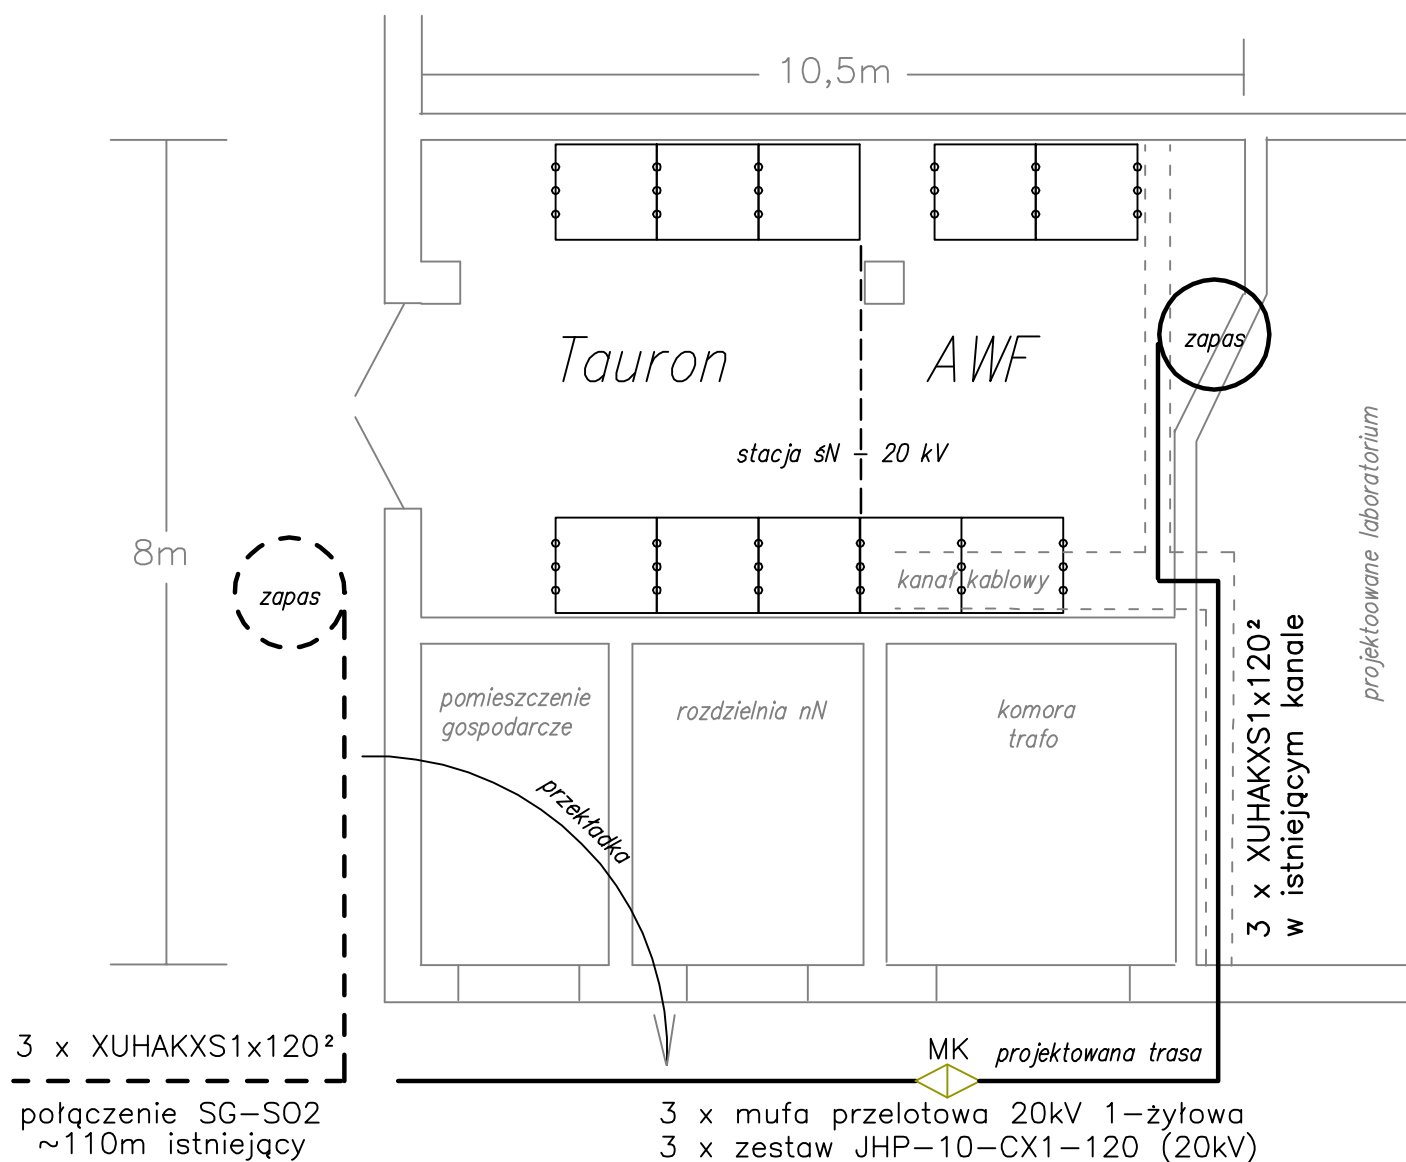 10,5m
8m
Tauron
AWF
zapas
stacja śN – 20 kV
projektoowane laboratorium
zapas
kanał kablowy
3 x XUHAKXS1x120²
w istniejącym kanale
pomieszczenie
gospodarcze
rozdzielnia nN
komora
trafo
przekładka
3 x XUHAKXS1x120²
połączenie SG–SO2
~110m istniejący
MK
projektowana trasa
3 x mufa przelotowa 20kV 1–żyłowa
3 x zestaw JHP–10–CX1–120 (20kV)